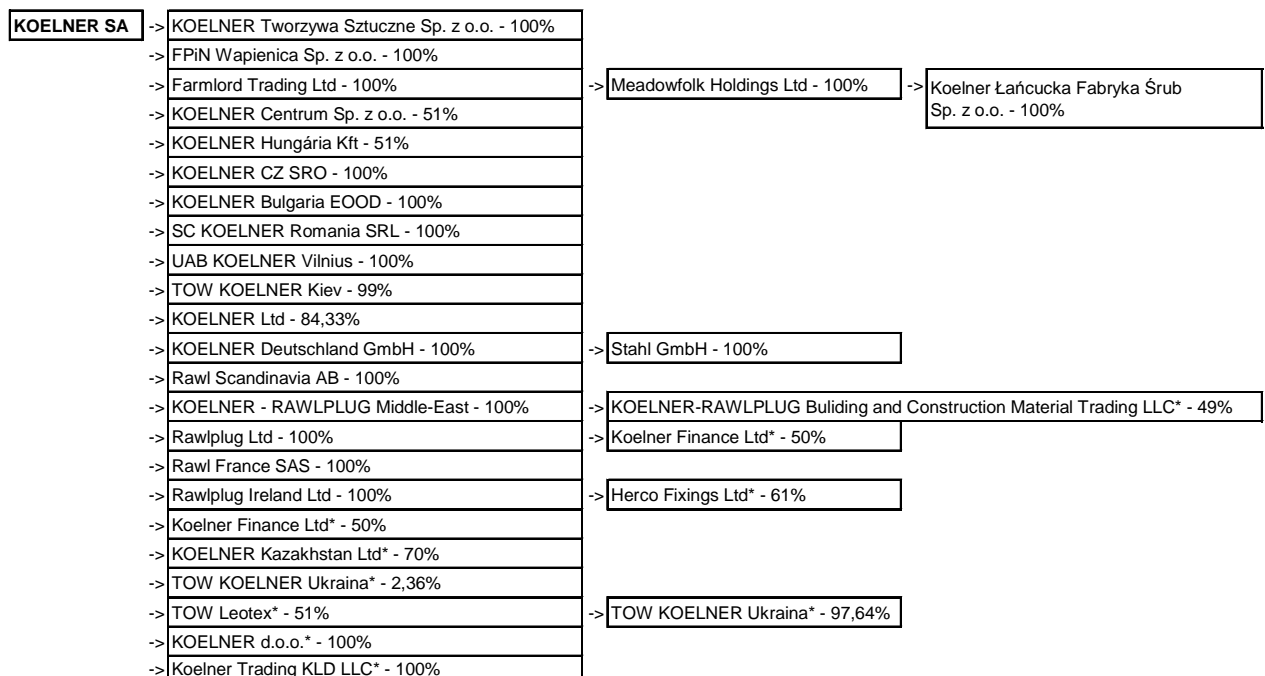 KOELNER SA -> KOELNER Tworzywa Sztuczne Sp. z o.o. - 100%
-> FPiN Wapienica Sp. z o.o. - 100%
-> Farmlord Trading Ltd - 100% -> Meadowfolk Holdings Ltd - 100% -> Koelner Łańcucka Fabryka Śrub
Sp. z o.o. - 100%
-> KOELNER Centrum Sp. z o.o. - 51%
-> KOELNER Hungária Kft - 51%
-> KOELNER CZ SRO - 100%
-> KOELNER Bulgaria EOOD - 100%
-> SC KOELNER Romania SRL - 100%
-> UAB KOELNER Vilnius - 100%
-> TOW KOELNER Kiev - 99%
-> KOELNER Ltd - 84,33%
-> KOELNER Deutschland GmbH - 100% -> Stahl GmbH - 100%
-> Rawl Scandinavia AB - 100%
-> KOELNER - RAWLPLUG Middle-East - 100% -> KOELNER-RAWLPLUG Buliding and Construction Material Trading LLC* - 49%
-> Rawlplug Ltd - 100% -> Koelner Finance Ltd* - 50%
-> Rawl France SAS - 100%
-> Rawlplug Ireland Ltd - 100% -> Herco Fixings Ltd* - 61%
-> Koelner Finance Ltd* - 50%
-> KOELNER Kazakhstan Ltd* - 70%
-> TOW KOELNER Ukraina* - 2,36%
-> TOW Leotex* - 51% -> TOW KOELNER Ukraina* - 97,64%
-> KOELNER d.o.o.* - 100%
-> Koelner Trading KLD LLC* - 100%